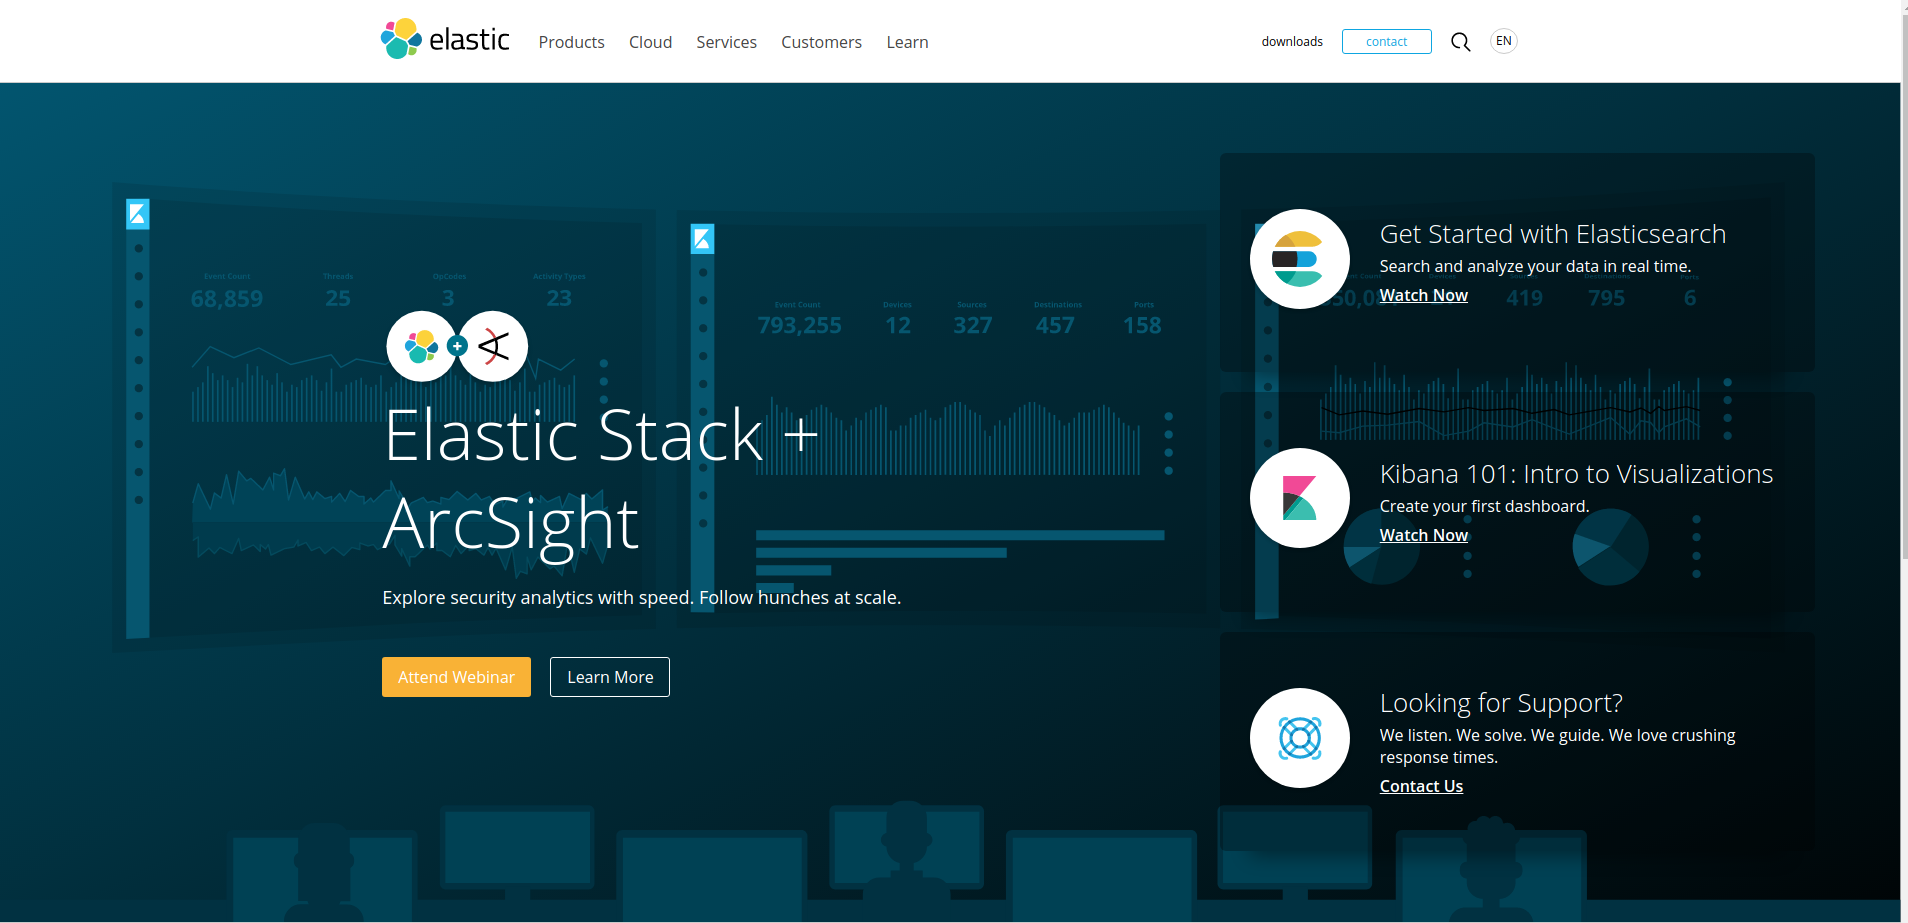 elastic
Products Cloud Services Customers Learn
downloads contact EN
Event Count Threads OpCodes Activity Types
68,859 25 3 23
Event Count Devices Sources Destinations Ports
793,255 12 327 457 158
Elastic Stack +
ArcSight
Explore security analytics with speed. Follow hunches at scale.
Attend Webinar Learn More
Get Started with Elasticsearch
Search and analyze your data in real time.
Watch Now
419 795 6
Kibana 101: Intro to Visualizations
Create your first dashboard.
Watch Now
Looking for Support?
We listen. We solve. We guide. We love crushing
response times.
Contact Us